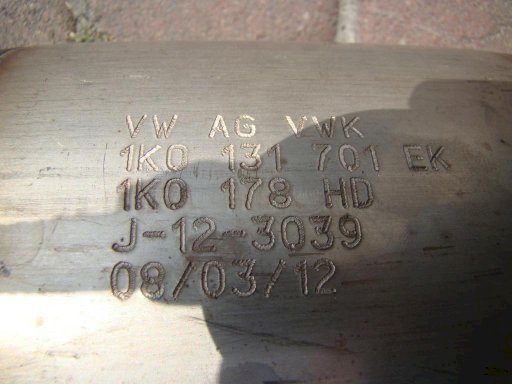 VW AG VWK
1K0 131 701 EK
1K0 178 HD
J-12-3039
08/03/12